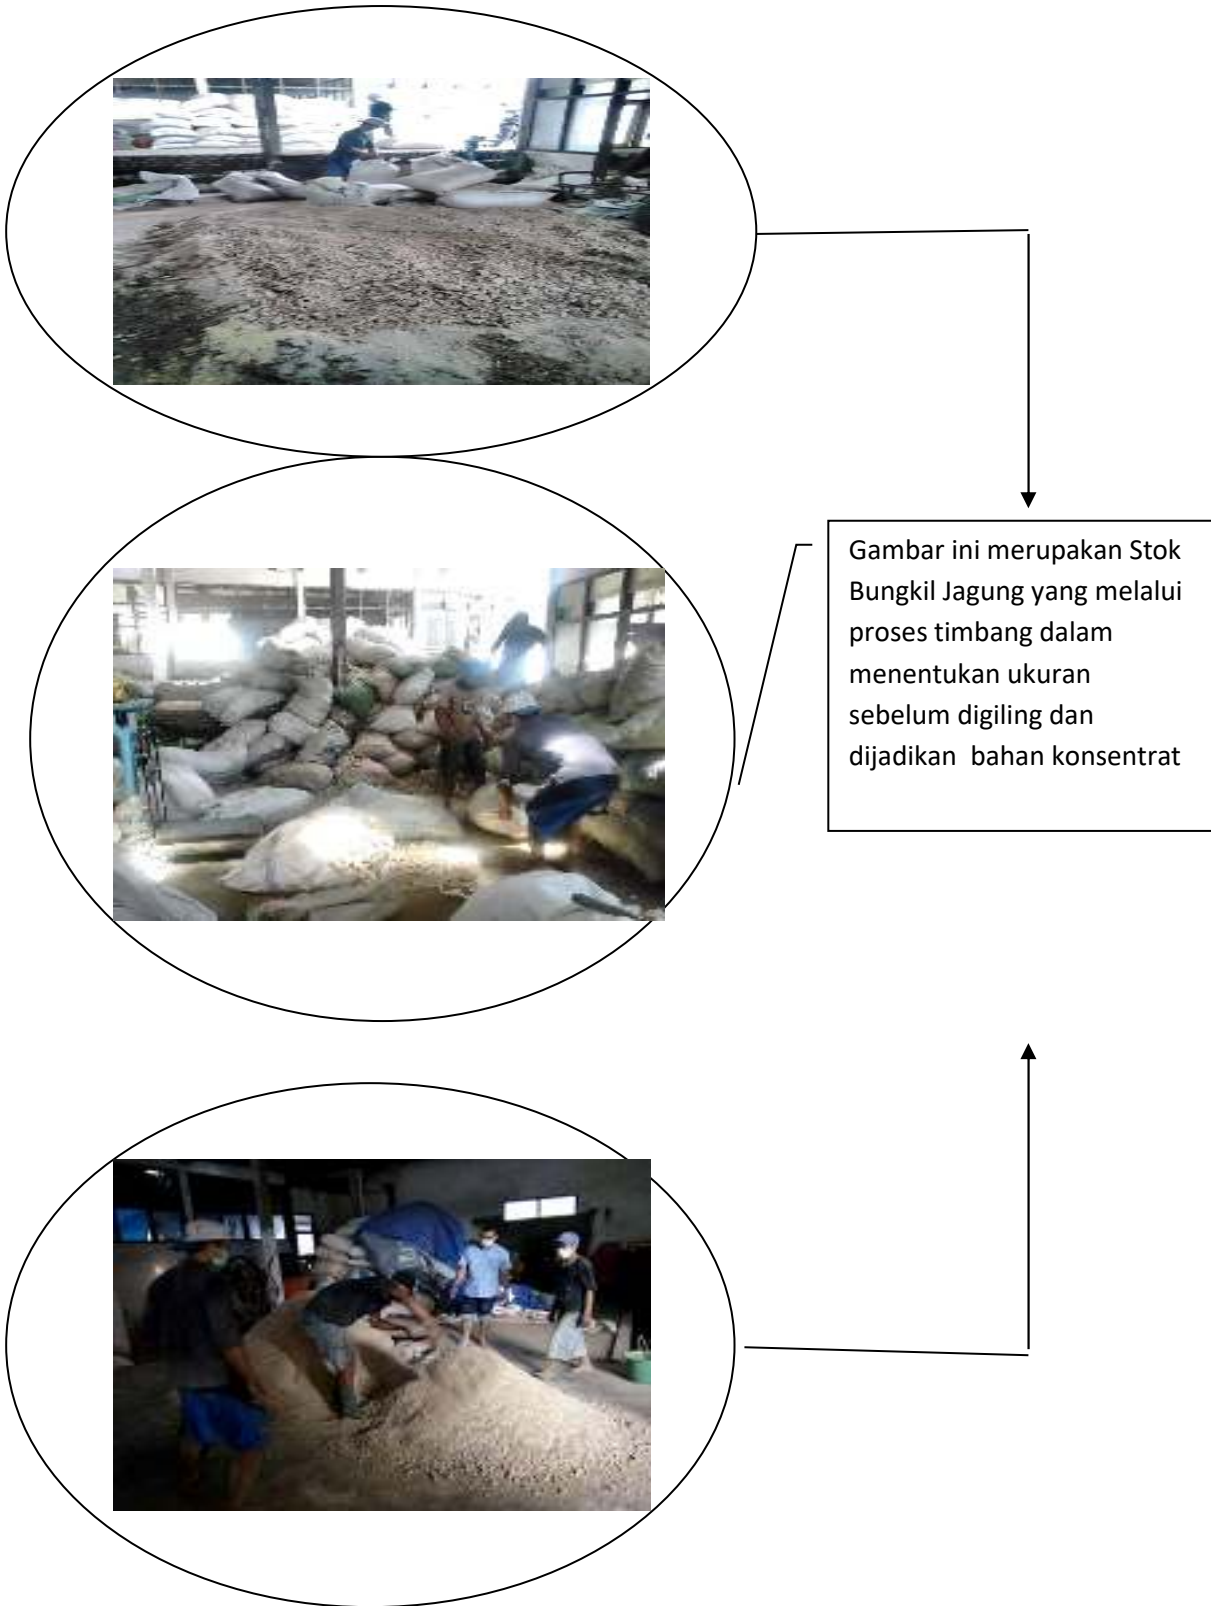 Gambar ini merupakan Stok
Bungkil Jagung yang melalui
proses timbang dalam
menentukan ukuran
sebelum digiling dan
dijadikan  bahan konsentrat